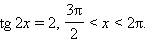 tg 2x = 2, 3π/2 < x < 2π.